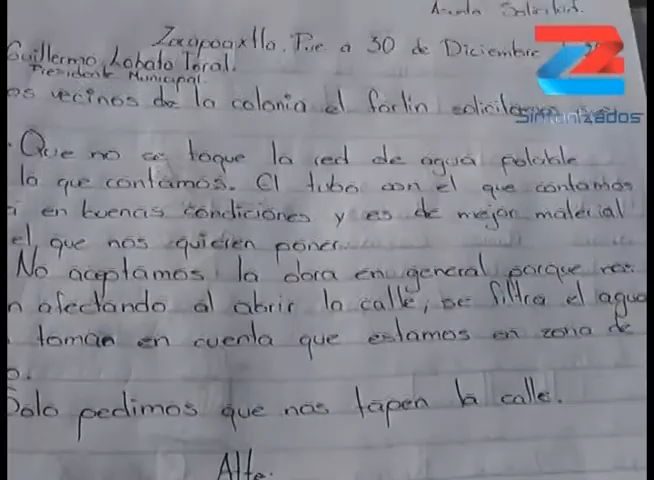 Asunto Solicitud.
Zacapoaxtla. Pue a 30 de Diciembre
Guillermo Lobato Toral.
Presidente Municipal.
os vecinos de la colonia el fortin solicitamos
Sintonizados
. Que no se toque la red de agua potable
la que contamos. El tubo con el que contamos
á en buenas condiciones y es de mejor material
el que nos quieren poner.
No aceptamos la obra en general porque nos
n afectando al abrir la calle, se filtra el agua
toman en cuenta que estamos en zona de
o.
Solo pedimos que nos tapen la calle.
Atte.